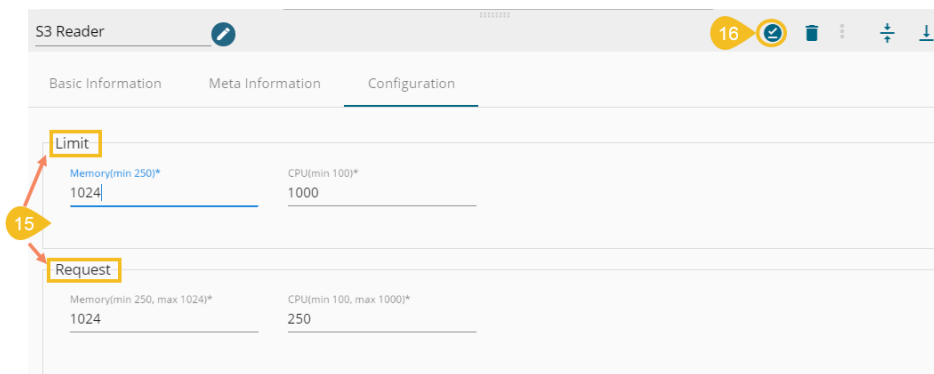 S3 Reader
16
Basic Information Meta Information Configuration
Limit
Memory(min 250)* CPU(min 100)*
1024 1000
15
Request
Memory(min 250, max 1024)* CPU(min 100, max 1000)*
1024 250